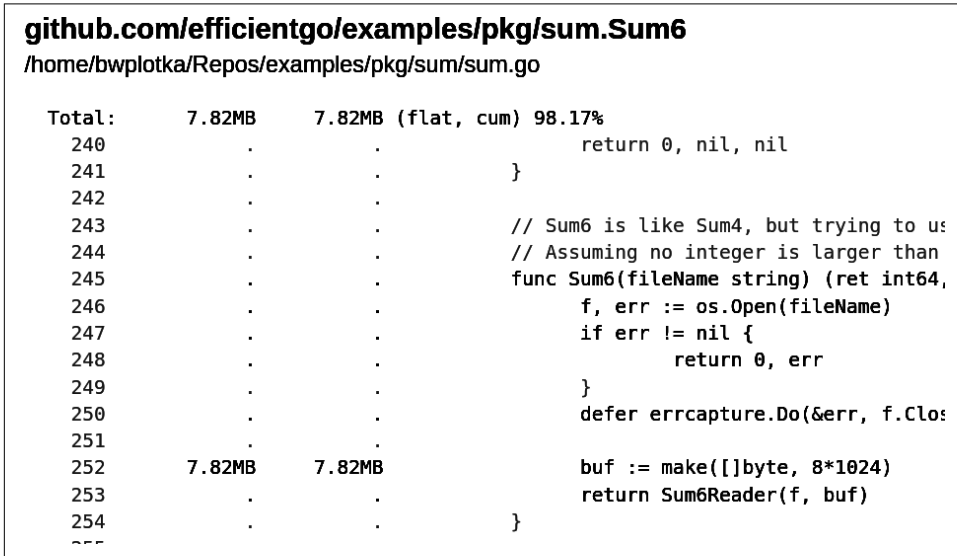 github.com/efficientgo/examples/pkg/sum.Sum6
/home/bwplotka/Repos/examples/pkg/sum/sum.go
Total: 7.82MB 7.82MB (flat, cum) 98.17%
240 . . return 0, nil, nil
241 . . }
242 . .
243 . . // Sum6 is like Sum4, but trying to us
244 . . // Assuming no integer is larger than
245 . . func Sum6(fileName string) (ret int64,
246 . . f, err := os.Open(fileName)
247 . . if err != nil {
248 . . return 0, err
249 . . }
250 . . defer errcapture.Do(&err, f.Clos
251 . .
252 7.82MB 7.82MB buf := make([]byte, 8*1024)
253 . . return Sum6Reader(f, buf)
254 . . }